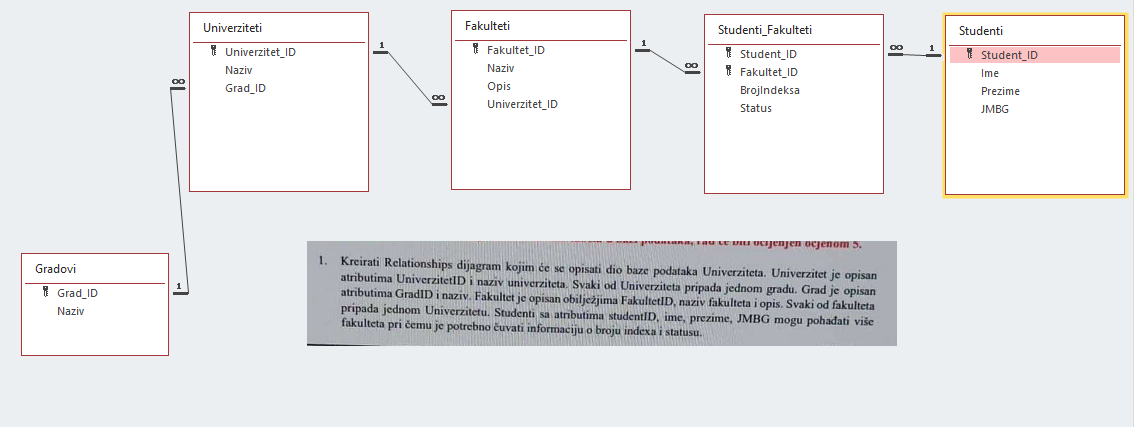 Univerziteti
Univerzitet_ID
Naziv
Grad_ID
Fakulteti
Fakultet_ID
Naziv
Opis
Univerzitet_ID
Studenti_Fakulteti
Student_ID
Fakultet_ID
BrojIndeksa
Status
Studenti
Student_ID
Ime
Prezime
JMBG
1
∞
1
∞
∞
1
∞
1
Gradovi
Grad_ID
Naziv
podataka, rad će biti ocijenjen ocjenom 5.
1. Kreirati Relationships dijagram kojim će se opisati dio baze podataka Univerziteta. Univerzitet je opisan
atributima UniverzitetID i naziv univerziteta. Svaki od Univerziteta pripada jednom gradu. Grad je opisan
atributima GradID i naziv. Fakultet je opisan obilježjima FakultetID, naziv fakulteta i opis. Svaki od fakulteta
pripada jednom Univerzitetu. Studenti sa atributima studentID, ime, prezime, JMBG mogu pohađati više
fakulteta pri čemu je potrebno čuvati informaciju o broju indexa i statusu.